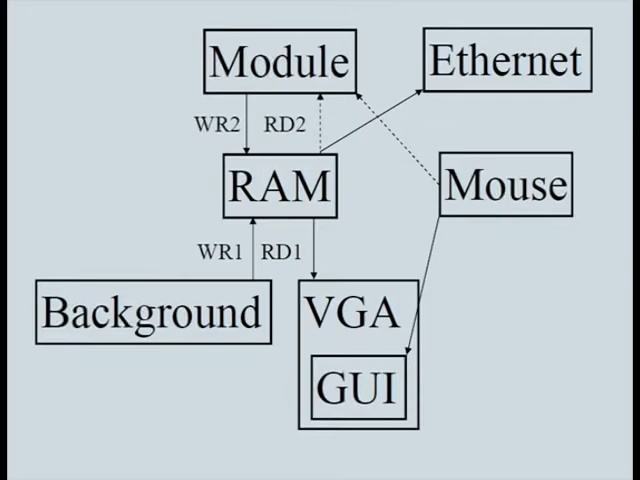 Module
Ethernet
WR2
RD2
RAM
Mouse
WR1
RD1
Background
VGA
GUI